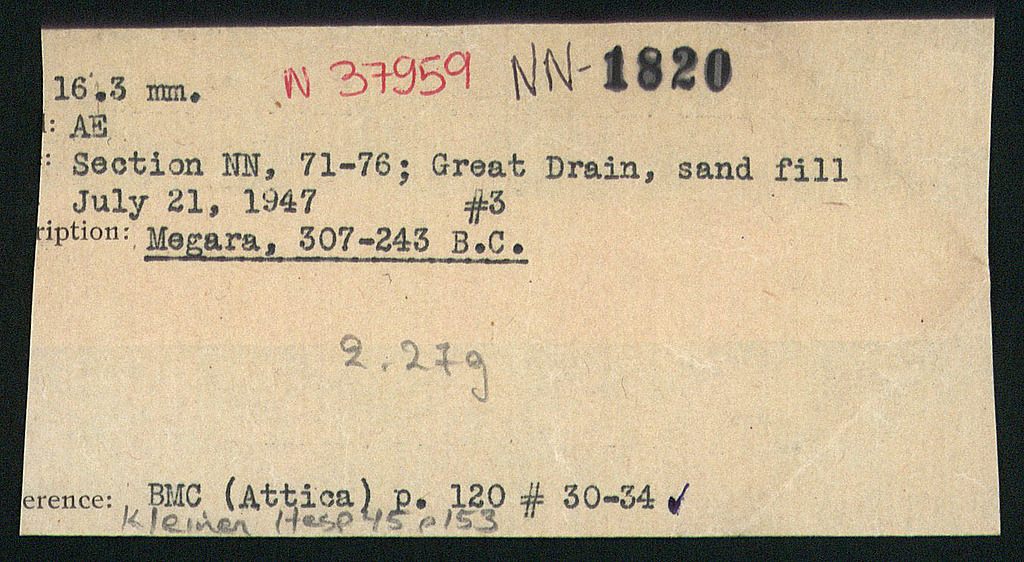 16.3 mm. N 37959 NN-1820
: AE
: Section NN, 71-76; Great Drain, sand fill
July 21, 1947 #3
ription: Megara, 307-243 B.C.
2.27g
erence: BMC (Attica) p. 120 # 30-34 ✓
Kleiner Hesp 45 p153